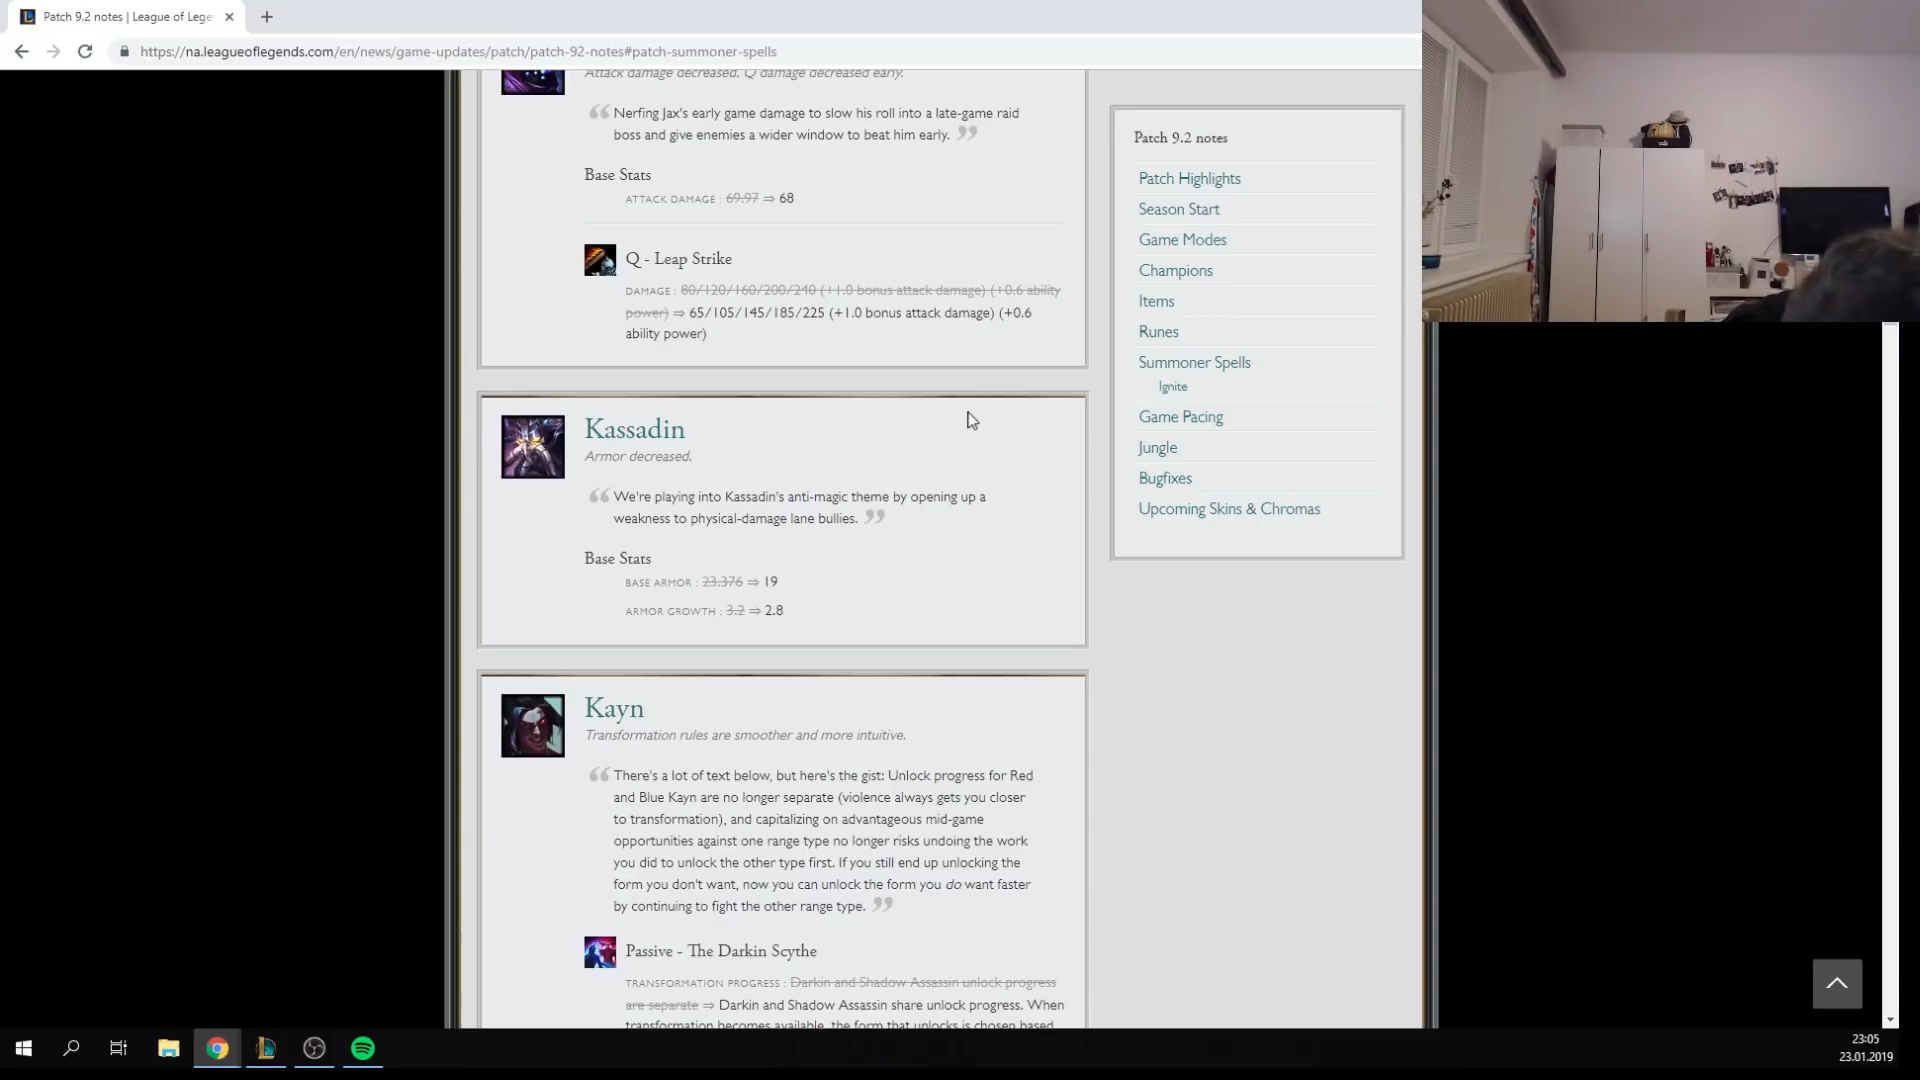 Patch 9.2 notes | League of Lege
https://na.leagueoflegends.com/en/news/game-updates/patch/patch-92-notes#patch-summoner-spells
Attack damage decreased. Q damage decreased early.
“ Nerfing Jax's early game damage to slow his roll into a late-game raid
boss and give enemies a wider window to beat him early. ”
Base Stats
ATTACK DAMAGE : 69.97 ⇒ 68
Q - Leap Strike
DAMAGE : 80/120/160/200/240 (+1.0 bonus attack damage) (+0.6 ability
power) ⇒ 65/105/145/185/225 (+1.0 bonus attack damage) (+0.6
ability power)
Kassadin
Armor decreased.
“ We're playing into Kassadin's anti-magic theme by opening up a
weakness to physical-damage lane bullies. ”
Base Stats
BASE ARMOR : 23.376 ⇒ 19
ARMOR GROWTH : 3.2 ⇒ 2.8
Kayn
Transformation rules are smoother and more intuitive.
“ There's a lot of text below, but here's the gist: Unlock progress for Red
and Blue Kayn are no longer separate (violence always gets you closer
to transformation), and capitalizing on advantageous mid-game
opportunities against one range type no longer risks undoing the work
you did to unlock the other type first. If you still end up unlocking the
form you don't want, now you can unlock the form you do want faster
by continuing to fight the other range type. ”
Passive - The Darkin Scythe
TRANSFORMATION PROGRESS : Darkin and Shadow Assassin unlock progress
are separate ⇒ Darkin and Shadow Assassin share unlock progress. When
transformation becomes available, the form that unlocks is chosen based
Patch 9.2 notes
Patch Highlights
Season Start
Game Modes
Champions
Items
Runes
Summoner Spells
Ignite
Game Pacing
Jungle
Bugfixes
Upcoming Skins & Chromas
23:05
23.01.2019